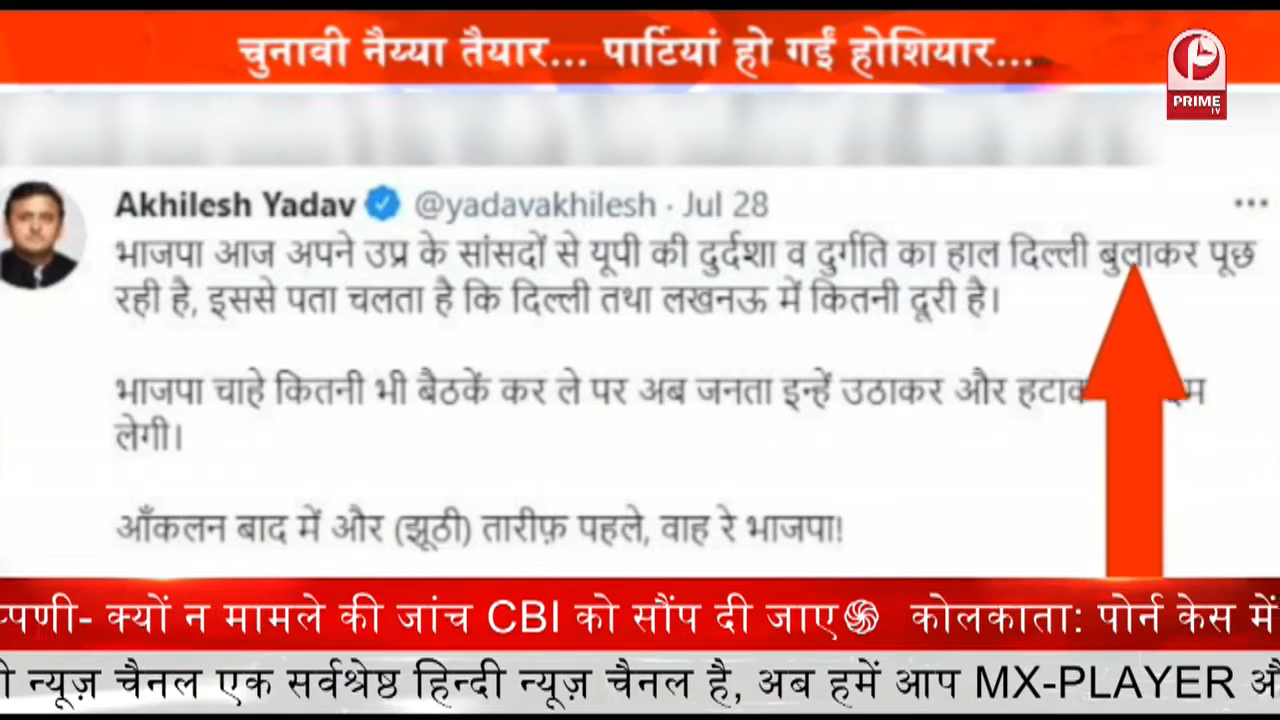 चुनावी नैय्या तैयार... पार्टियां हो गईं होशियार...
PRIME
TV
Akhilesh Yadav @yadavakhilesh · Jul 28
भाजपा आज अपने उप्र के सांसदों से यूपी की दुर्दशा व दुर्गति का हाल दिल्ली बुलाकर पूछ
रही है, इससे पता चलता है कि दिल्ली तथा लखनऊ में कितनी दूरी है।
भाजपा चाहे कितनी भी बैठकें कर ले पर अब जनता इन्हें उठाकर और
लेगी।
आँकलन बाद में और (झूठी) तारीफ़ पहले, वाह रे भाजपा!
क्यों न मामले की जांच CBI को सौंप दी जाए कोलकाता: पोर्न केस में
न्यूज़ चैनल एक सर्वश्रेष्ठ हिन्दी न्यूज़ चैनल है, अब हमें आप MX-PLAYER